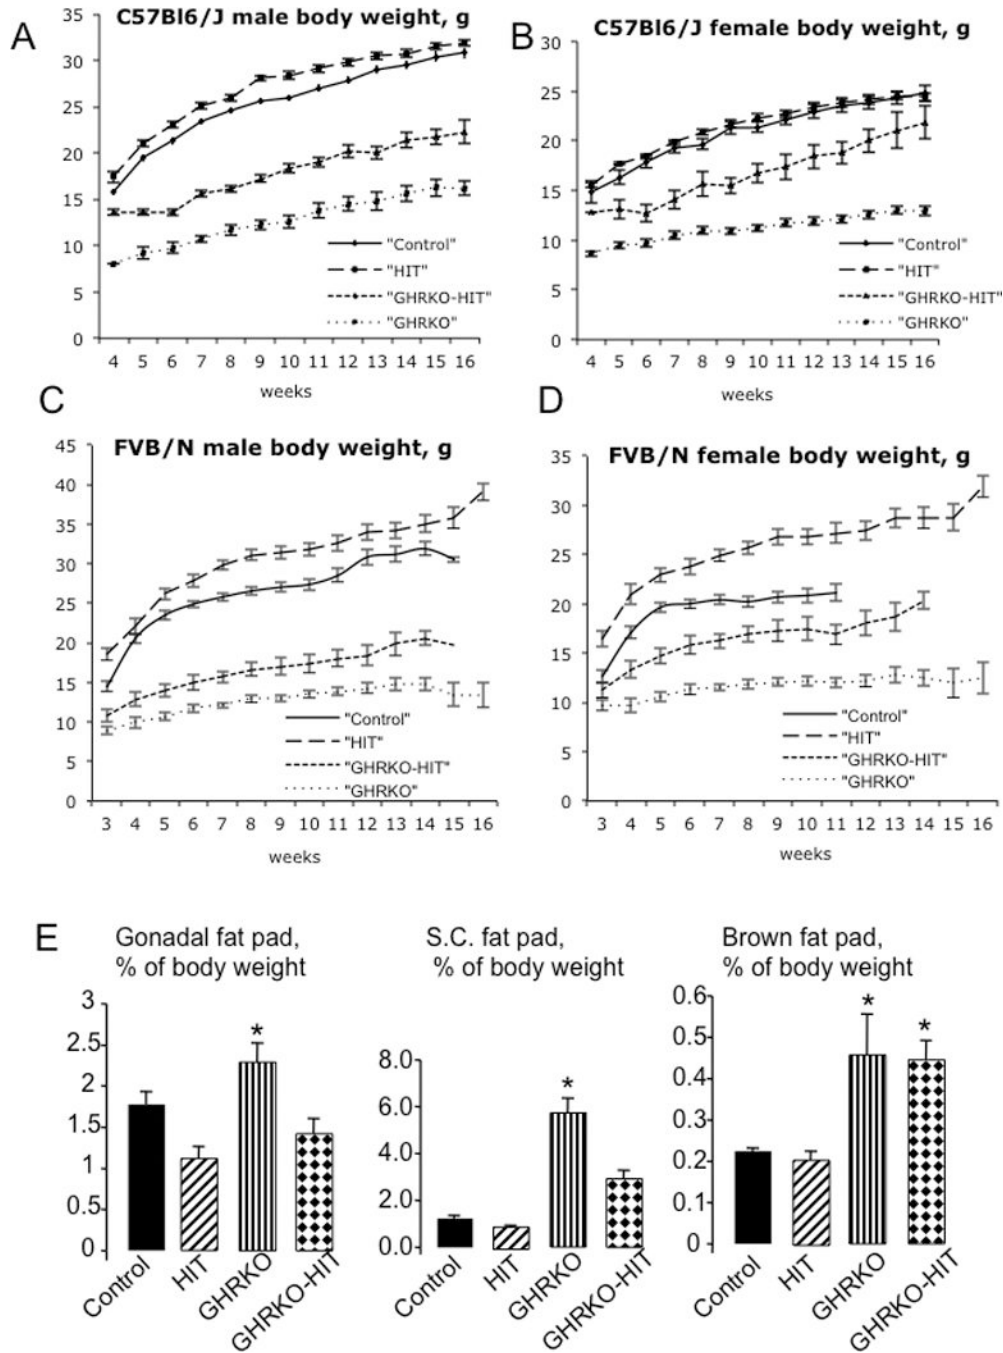 A
C57Bl6/J male body weight, g
35
30
25
20
15
10
5
0
4 5 6 7 8 9 10 11 12 13 14 15 16
weeks
"Control"
"HIT"
"GHRKO-HIT"
"GHRKO"
B
C57Bl6/J female body weight, g
30
25
20
15
10
5
0
4 5 6 7 8 9 10 11 12 13 14 15 16
weeks
"Control"
"HIT"
"GHRKO-HIT"
"GHRKO"
C
FVB/N male body weight, g
45
40
35
30
25
20
15
10
5
0
3 4 5 6 7 8 9 10 11 12 13 14 15 16
weeks
"Control"
"HIT"
"GHRKO-HIT"
"GHRKO"
D
FVB/N female body weight, g
35
30
25
20
15
10
5
0
3 4 5 6 7 8 9 10 11 12 13 14 15 16
weeks
"Control"
"HIT"
"GHRKO-HIT"
"GHRKO"
E
Gonadal fat pad,
% of body weight
3
2.5
2
1.5
1
0.5
0
*
Control
HIT
GHRKO
GHRKO-HIT
S.C. fat pad,
% of body weight
8.0
6.0
4.0
2.0
0.0
*
Control
HIT
GHRKO
GHRKO-HIT
Brown fat pad,
% of body weight
0.6
0.5
0.4
0.3
0.2
0.1
0
*
*
Control
HIT
GHRKO
GHRKO-HIT